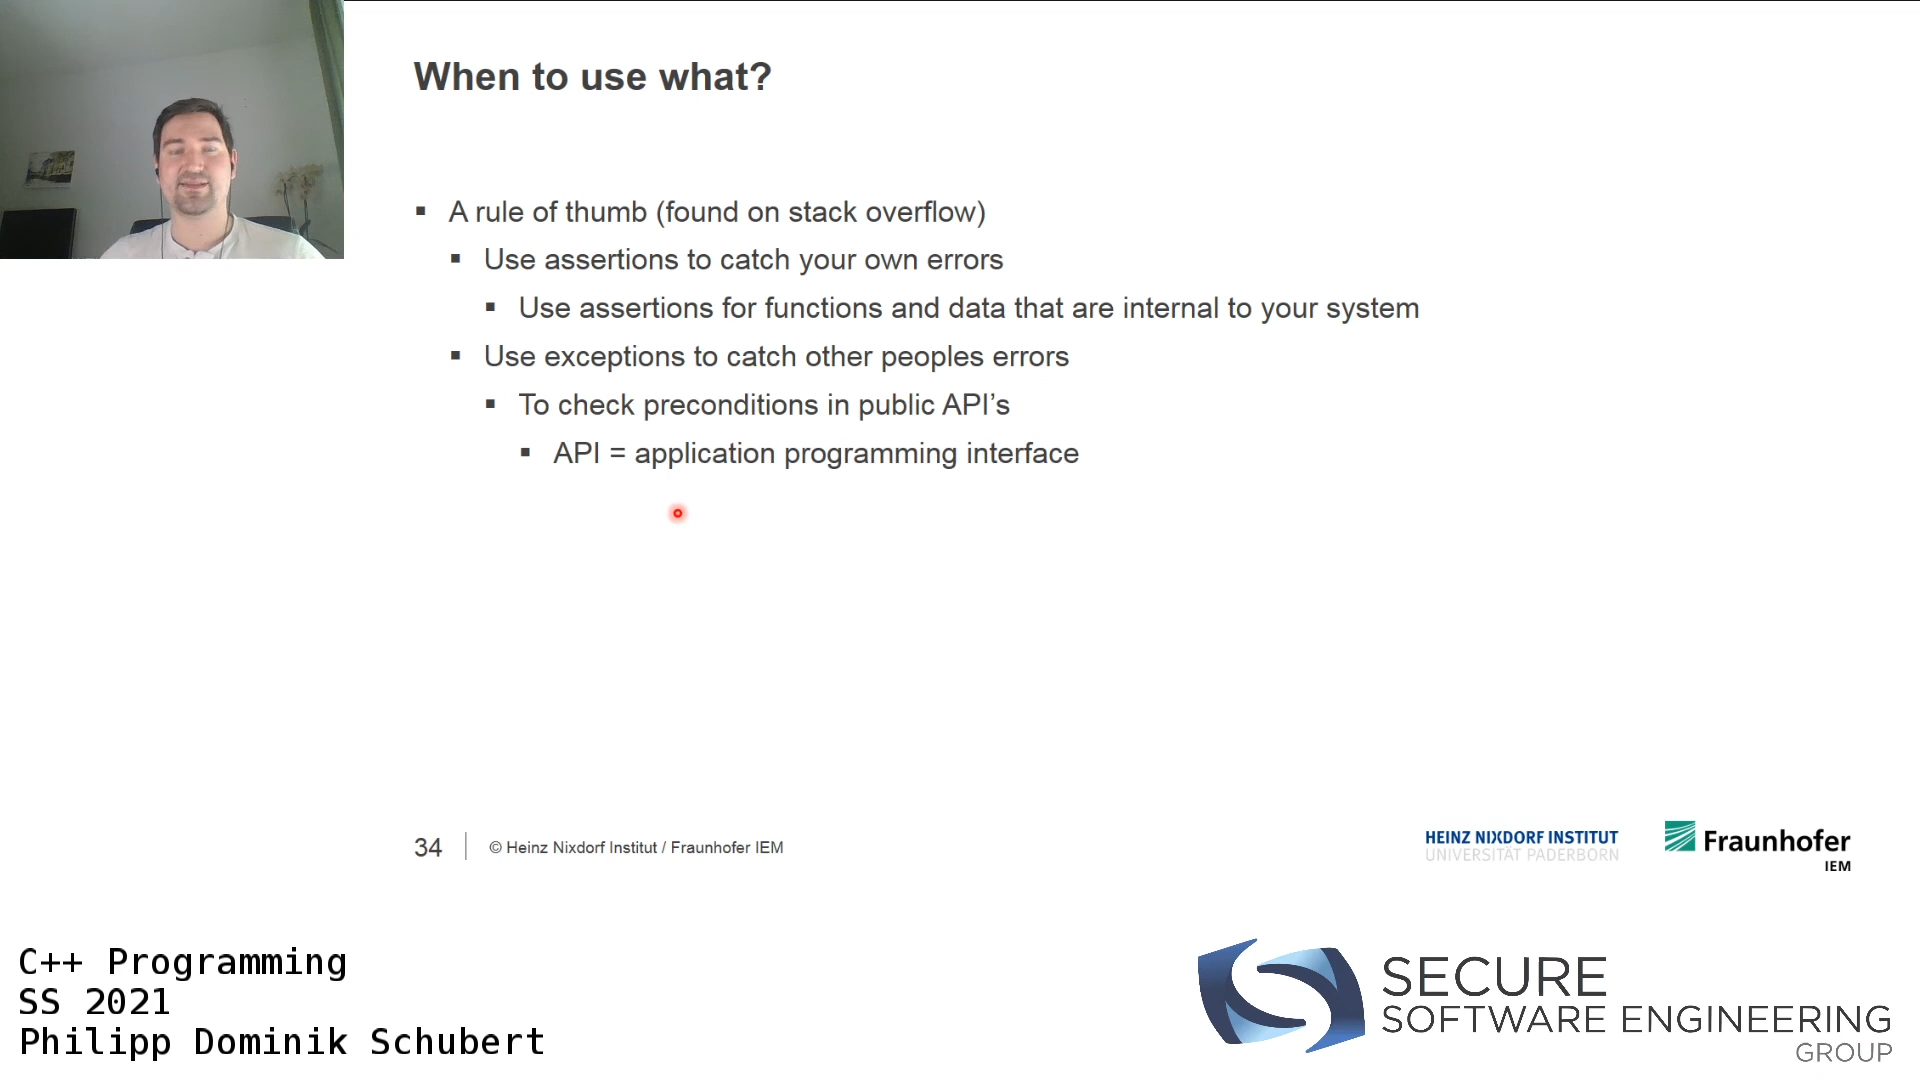 When to use what?
A rule of thumb (found on stack overflow)
Use assertions to catch your own errors
Use assertions for functions and data that are internal to your system
Use exceptions to catch other peoples errors
To check preconditions in public API’s
API = application programming interface
34
© Heinz Nixdorf Institut / Fraunhofer IEM
HEINZ NIXDORF INSTITUT
UNIVERSITÄT PADERBORN
Fraunhofer
IEM
C++ Programming
SS 2021
Philipp Dominik Schubert
SECURE
SOFTWARE ENGINEERING
GROUP